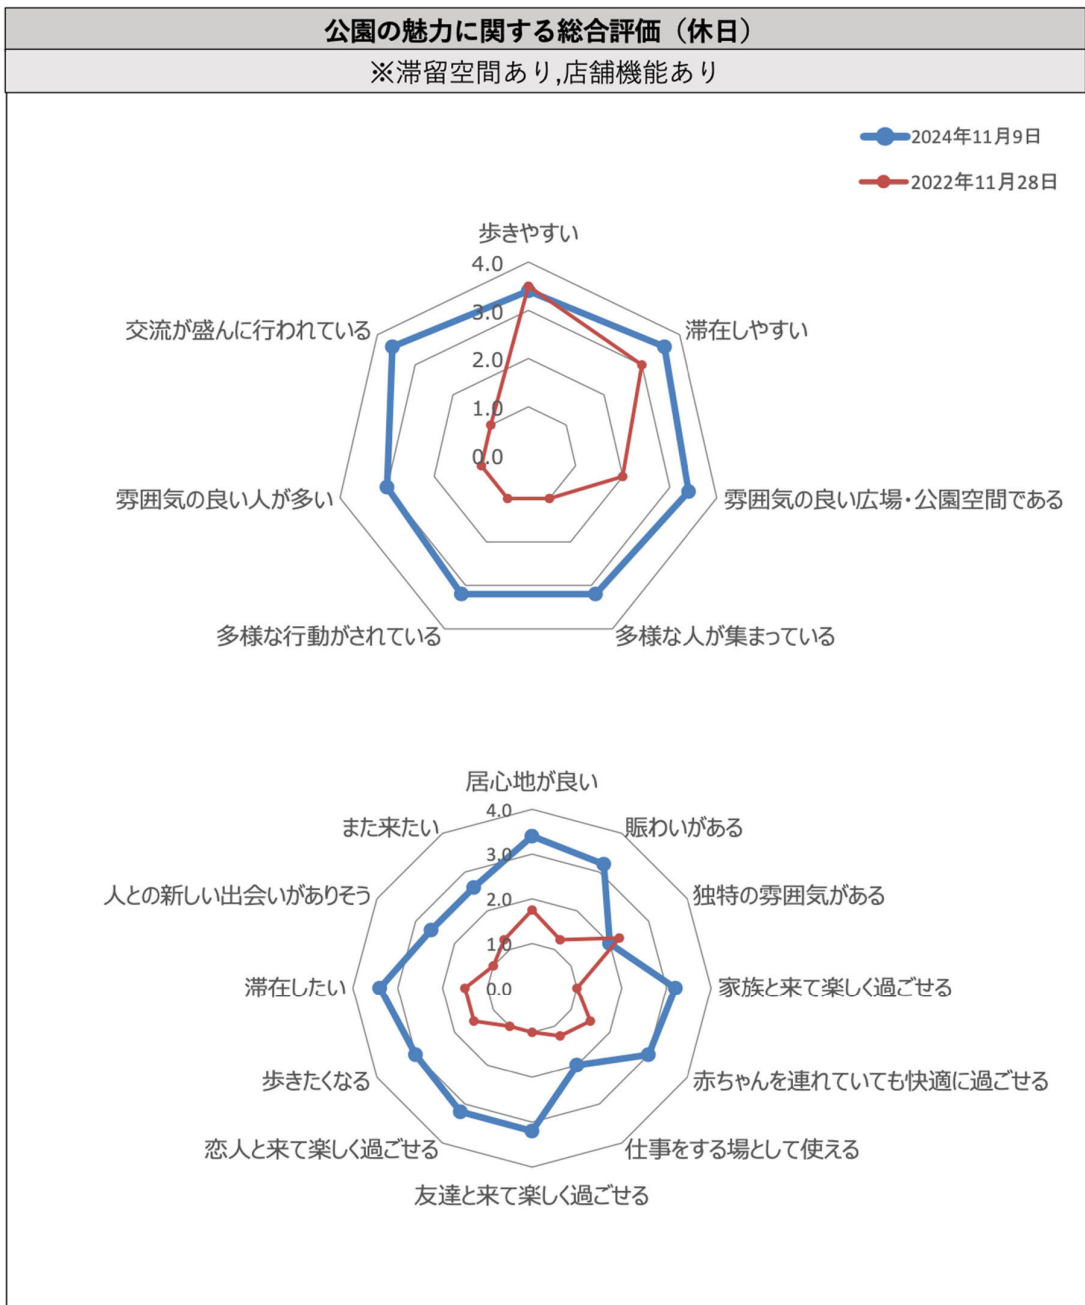 公園の魅力に関する総合評価（休日）
※滞留空間あり,店舗機能あり
2024年11月9日
2022年11月28日
歩きやすい
4.0
3.0
2.0
1.0
0.0
滞在しやすい
雰囲気の良い広場・公園空間である
多様な人が集まっている
多様な行動がされている
雰囲気の良い人が多い
交流が盛んに行われている
居心地が良い
4.0
3.0
2.0
1.0
0.0
賑わいがある
独特の雰囲気がある
家族と来て楽しく過ごせる
赤ちゃんを連れていても快適に過ごせる
仕事をする場として使える
友達と来て楽しく過ごせる
恋人と来て楽しく過ごせる
歩きたくなる
滞在したい
人との新しい出会いがありそう
また来たい